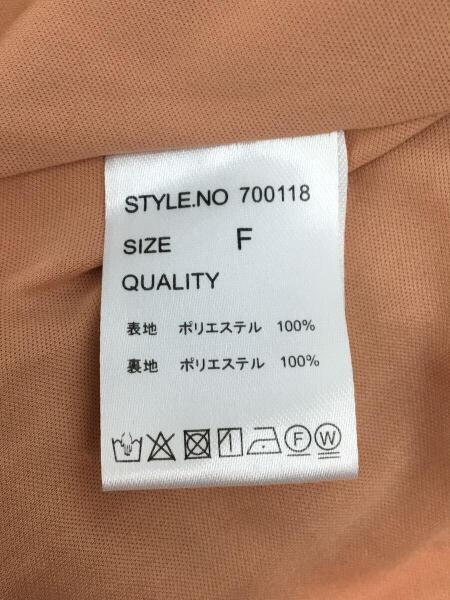 STYLE.NO 700118
SIZE F
QUALITY
表地 ポリエステル 100%
裏地 ポリエステル 100%
F W